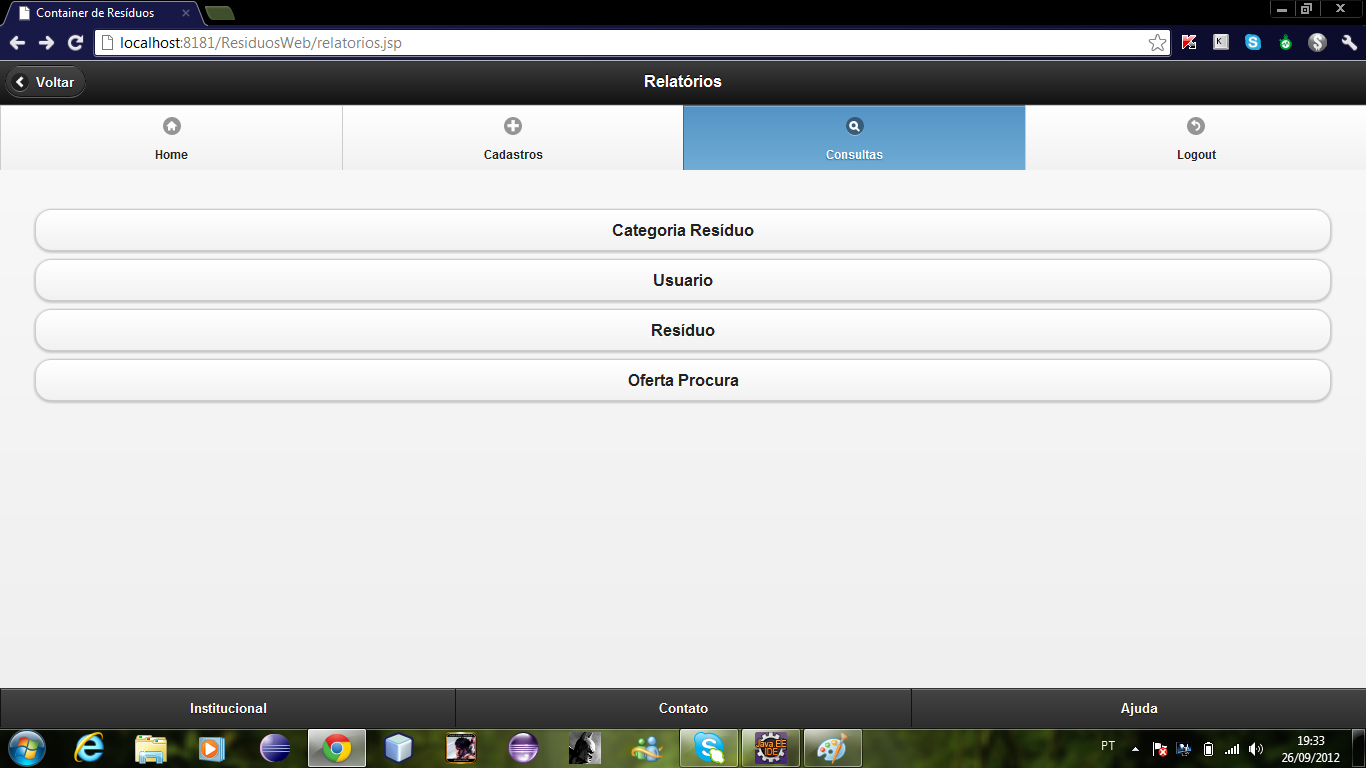 Container de Resíduos
localhost:8181/ResiduosWeb/relatorios.jsp
Voltar
Relatórios
Home
Cadastros
Consultas
Logout
Categoria Resíduo
Usuario
Resíduo
Oferta Procura
Institucional
Contato
Ajuda
Java EE
IDE
PT
19:33
26/09/2012